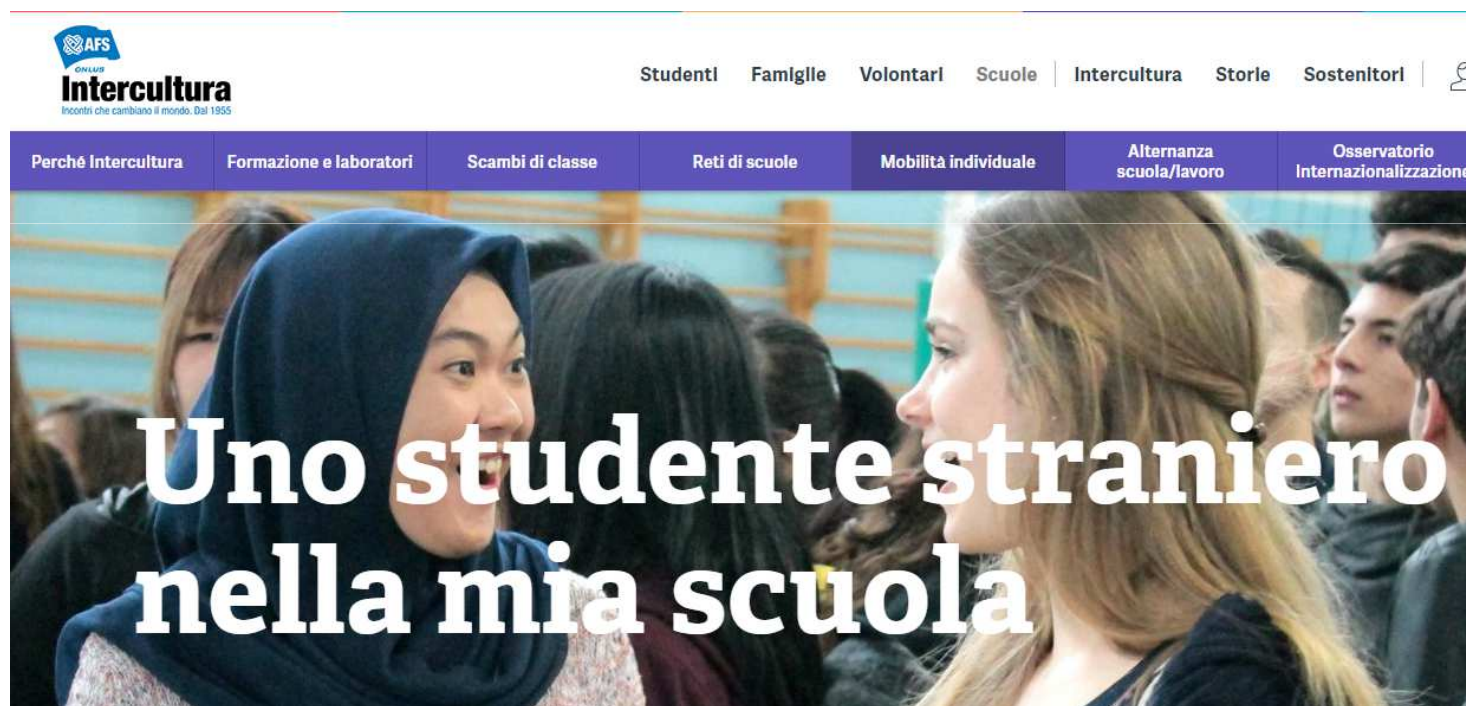 AFS
ONLUS
Intercultura
Incontri che cambiano il mondo. Dal 1955
Studenti Famiglie Volontari Scuole Intercultura Storie Sostenitori
Perché Intercultura Formazione e laboratori Scambi di classe Reti di scuole Mobilità individuale Alternanza scuola/lavoro Osservatorio Internazionalizzazione
Uno studente straniero
nella mia scuola